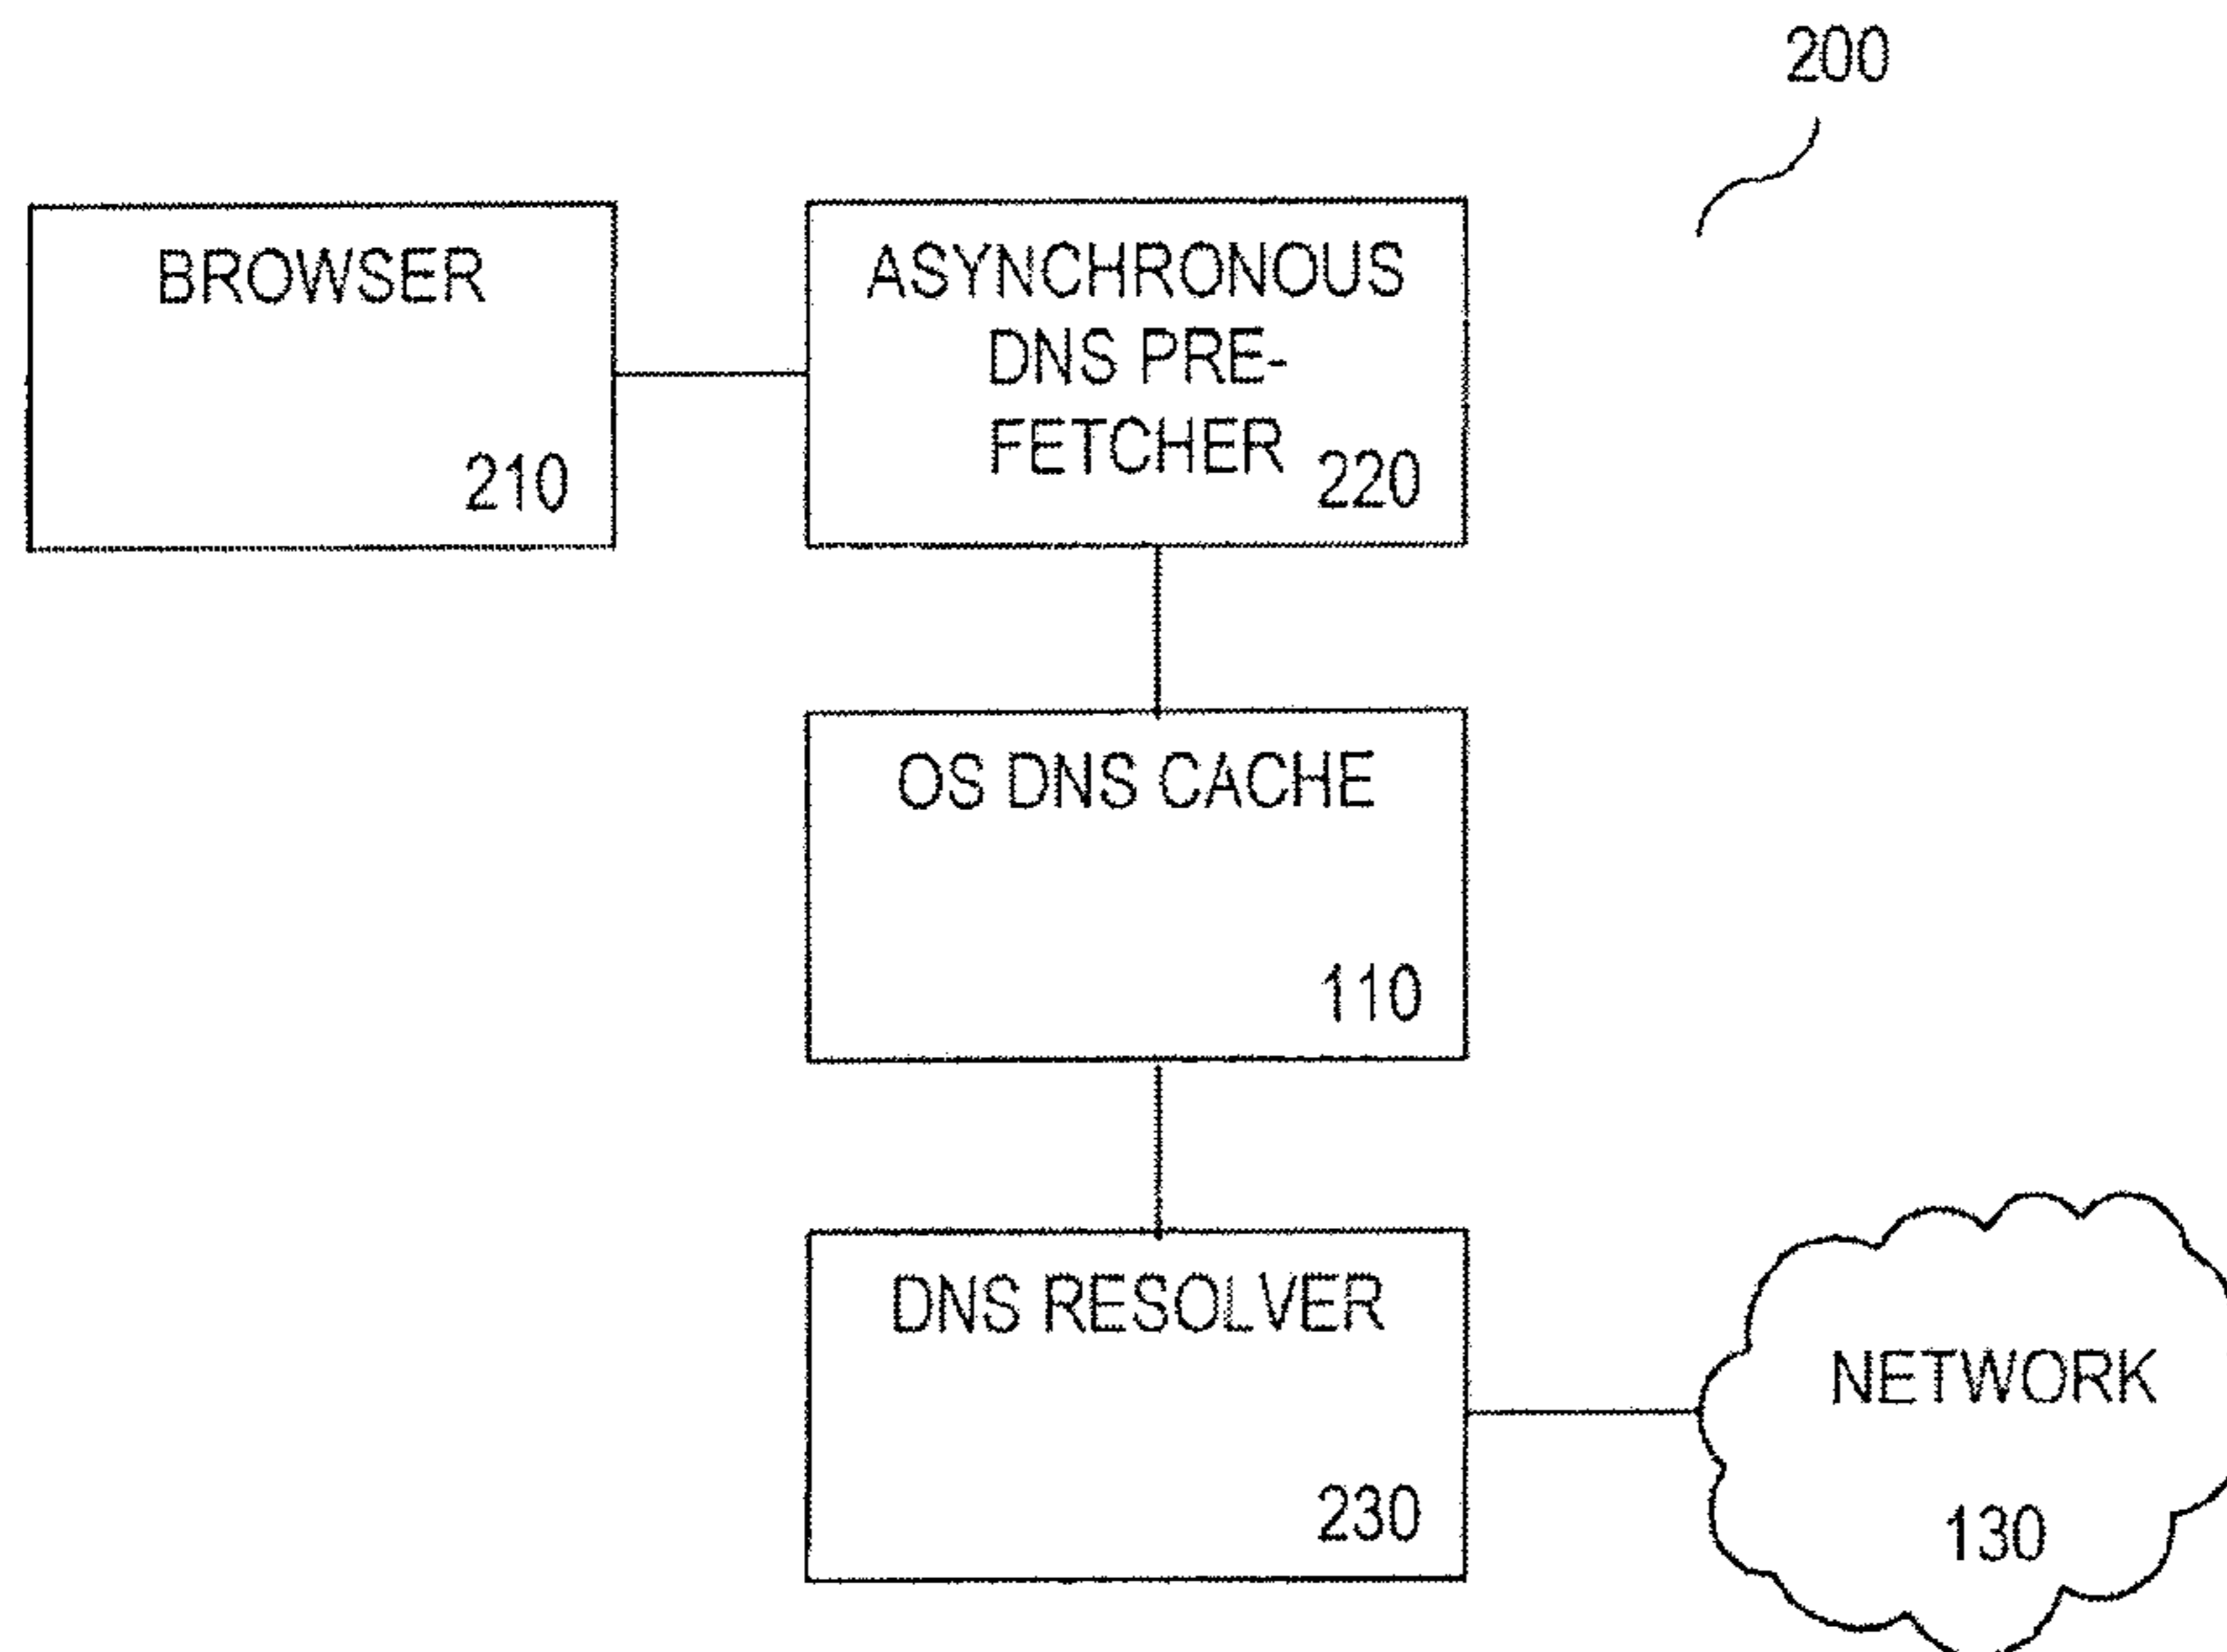 200
BROWSER
210
ASYNCHRONOUS
DNS PRE-
FETCHER
220
OS DNS CACHE
110
DNS RESOLVER
230
NETWORK
130